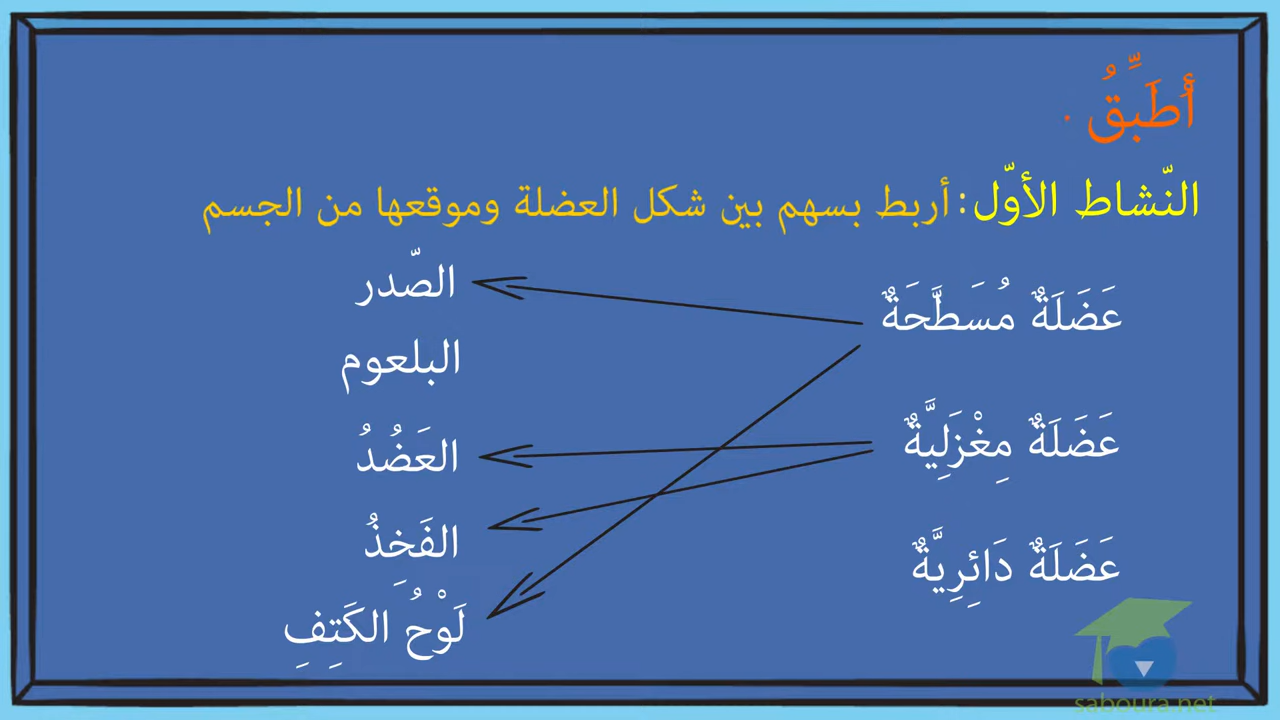 أُطَبِّقُ .
النّشاط الأوّل: أربط بسهم بين شكل العضلة وموقعها من الجسم
عَضَلَةٌ مُسَطَّحَةٌ
عَضَلَةٌ مِغْزَلِيَّةٌ
عَضَلَةٌ دَائِرِيَّةٌ
الصّدر
البلعوم
العَضُدُ
الفَخِذُ
لَوْحُ الكَتِفِ
saboura.net